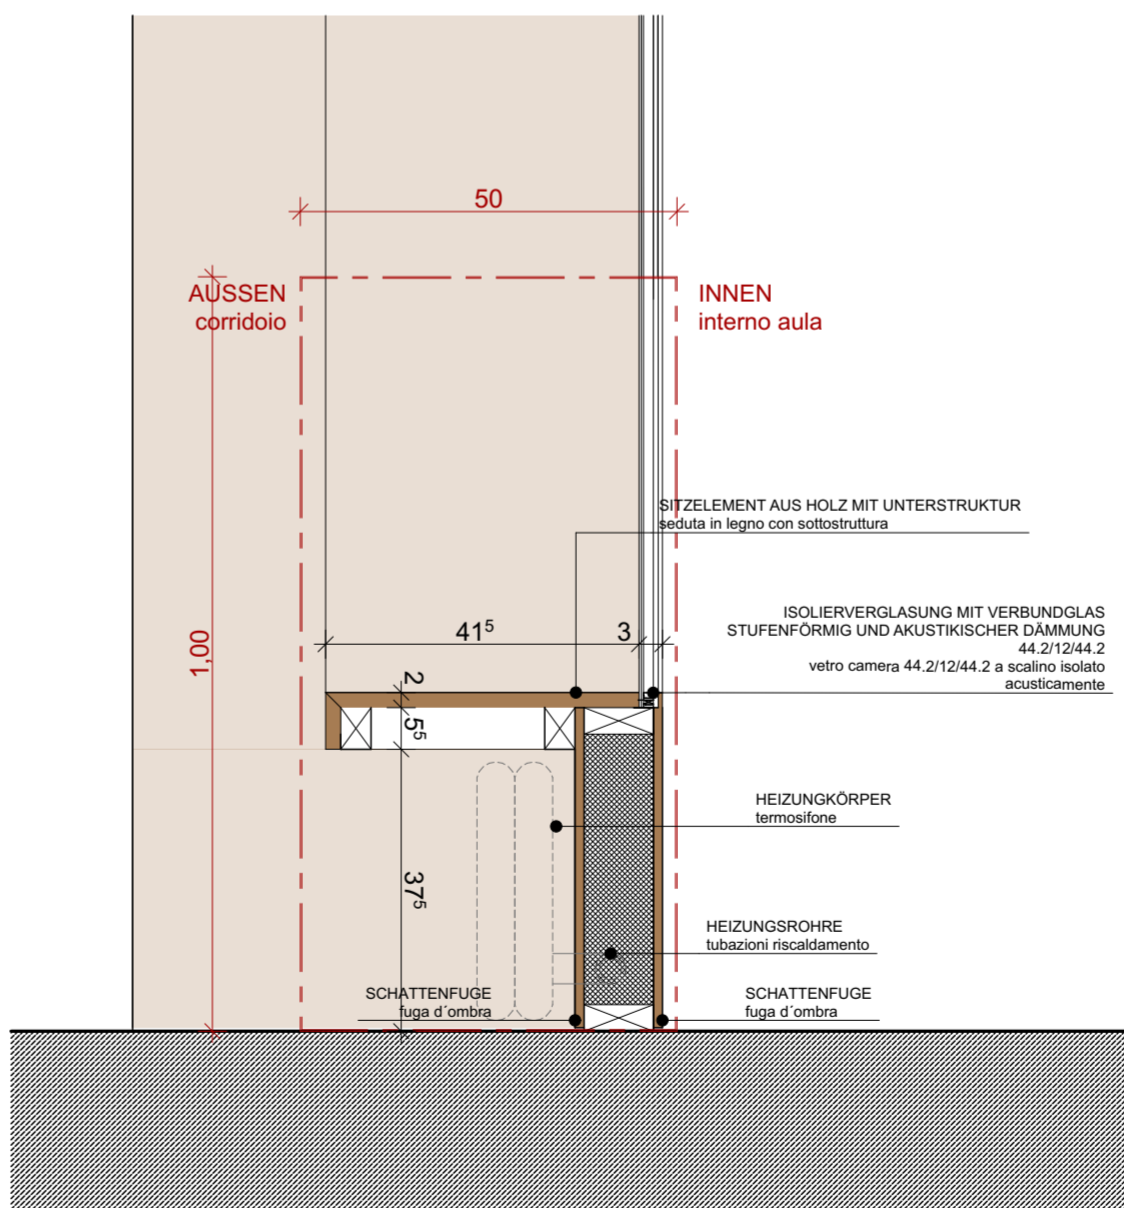 50
AUSSEN
corridoio
INNEN
interno aula
1,00
SITZELEMENT AUS HOLZ MIT UNTERSTRUKTUR
seduta in legno con sottostruttura
ISOLIERVERGLASUNG MIT VERBUNDGLAS
STUFENFÖRMIG UND AKUSTIKISCHER DÄMMUNG
44.2/12/44.2
vetro camera 44.2/12/44.2 a scalino isolato
acusticamente
41⁵
3
2
5⁵
37⁵
HEIZUNGKÖRPER
termosifone
HEIZUNGSROHRE
tubazioni riscaldamento
SCHATTENFUGE
fuga d´ombra
SCHATTENFUGE
fuga d´ombra